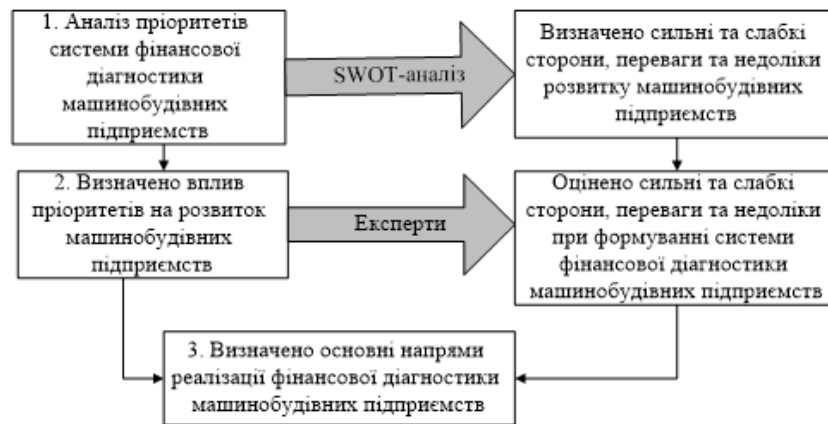 1. Аналіз пріоритетів
системи фінансової
діагностики
машинобудівних
підприємств
SWOT-аналіз
Визначено сильні та слабкі
сторони, переваги та недоліки
розвитку машинобудівних
підприємств
2. Визначено вплив
пріоритетів на розвиток
машинобудівних
підприємств
Експерти
Оцінено сильні та слабкі
сторони, переваги та недоліки
при формуванні системи
фінансової діагностики
машинобудівних підприємств
3. Визначено основні напрями
реалізації фінансової діагностики
машинобудівних підприємств